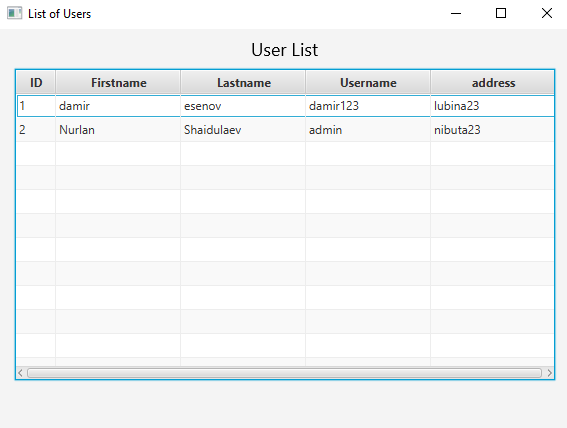 List of Users
User List
ID Firstname Lastname Username address
1 damir esenov damir123 lubina23
2 Nurlan Shaidulaev admin nibuta23